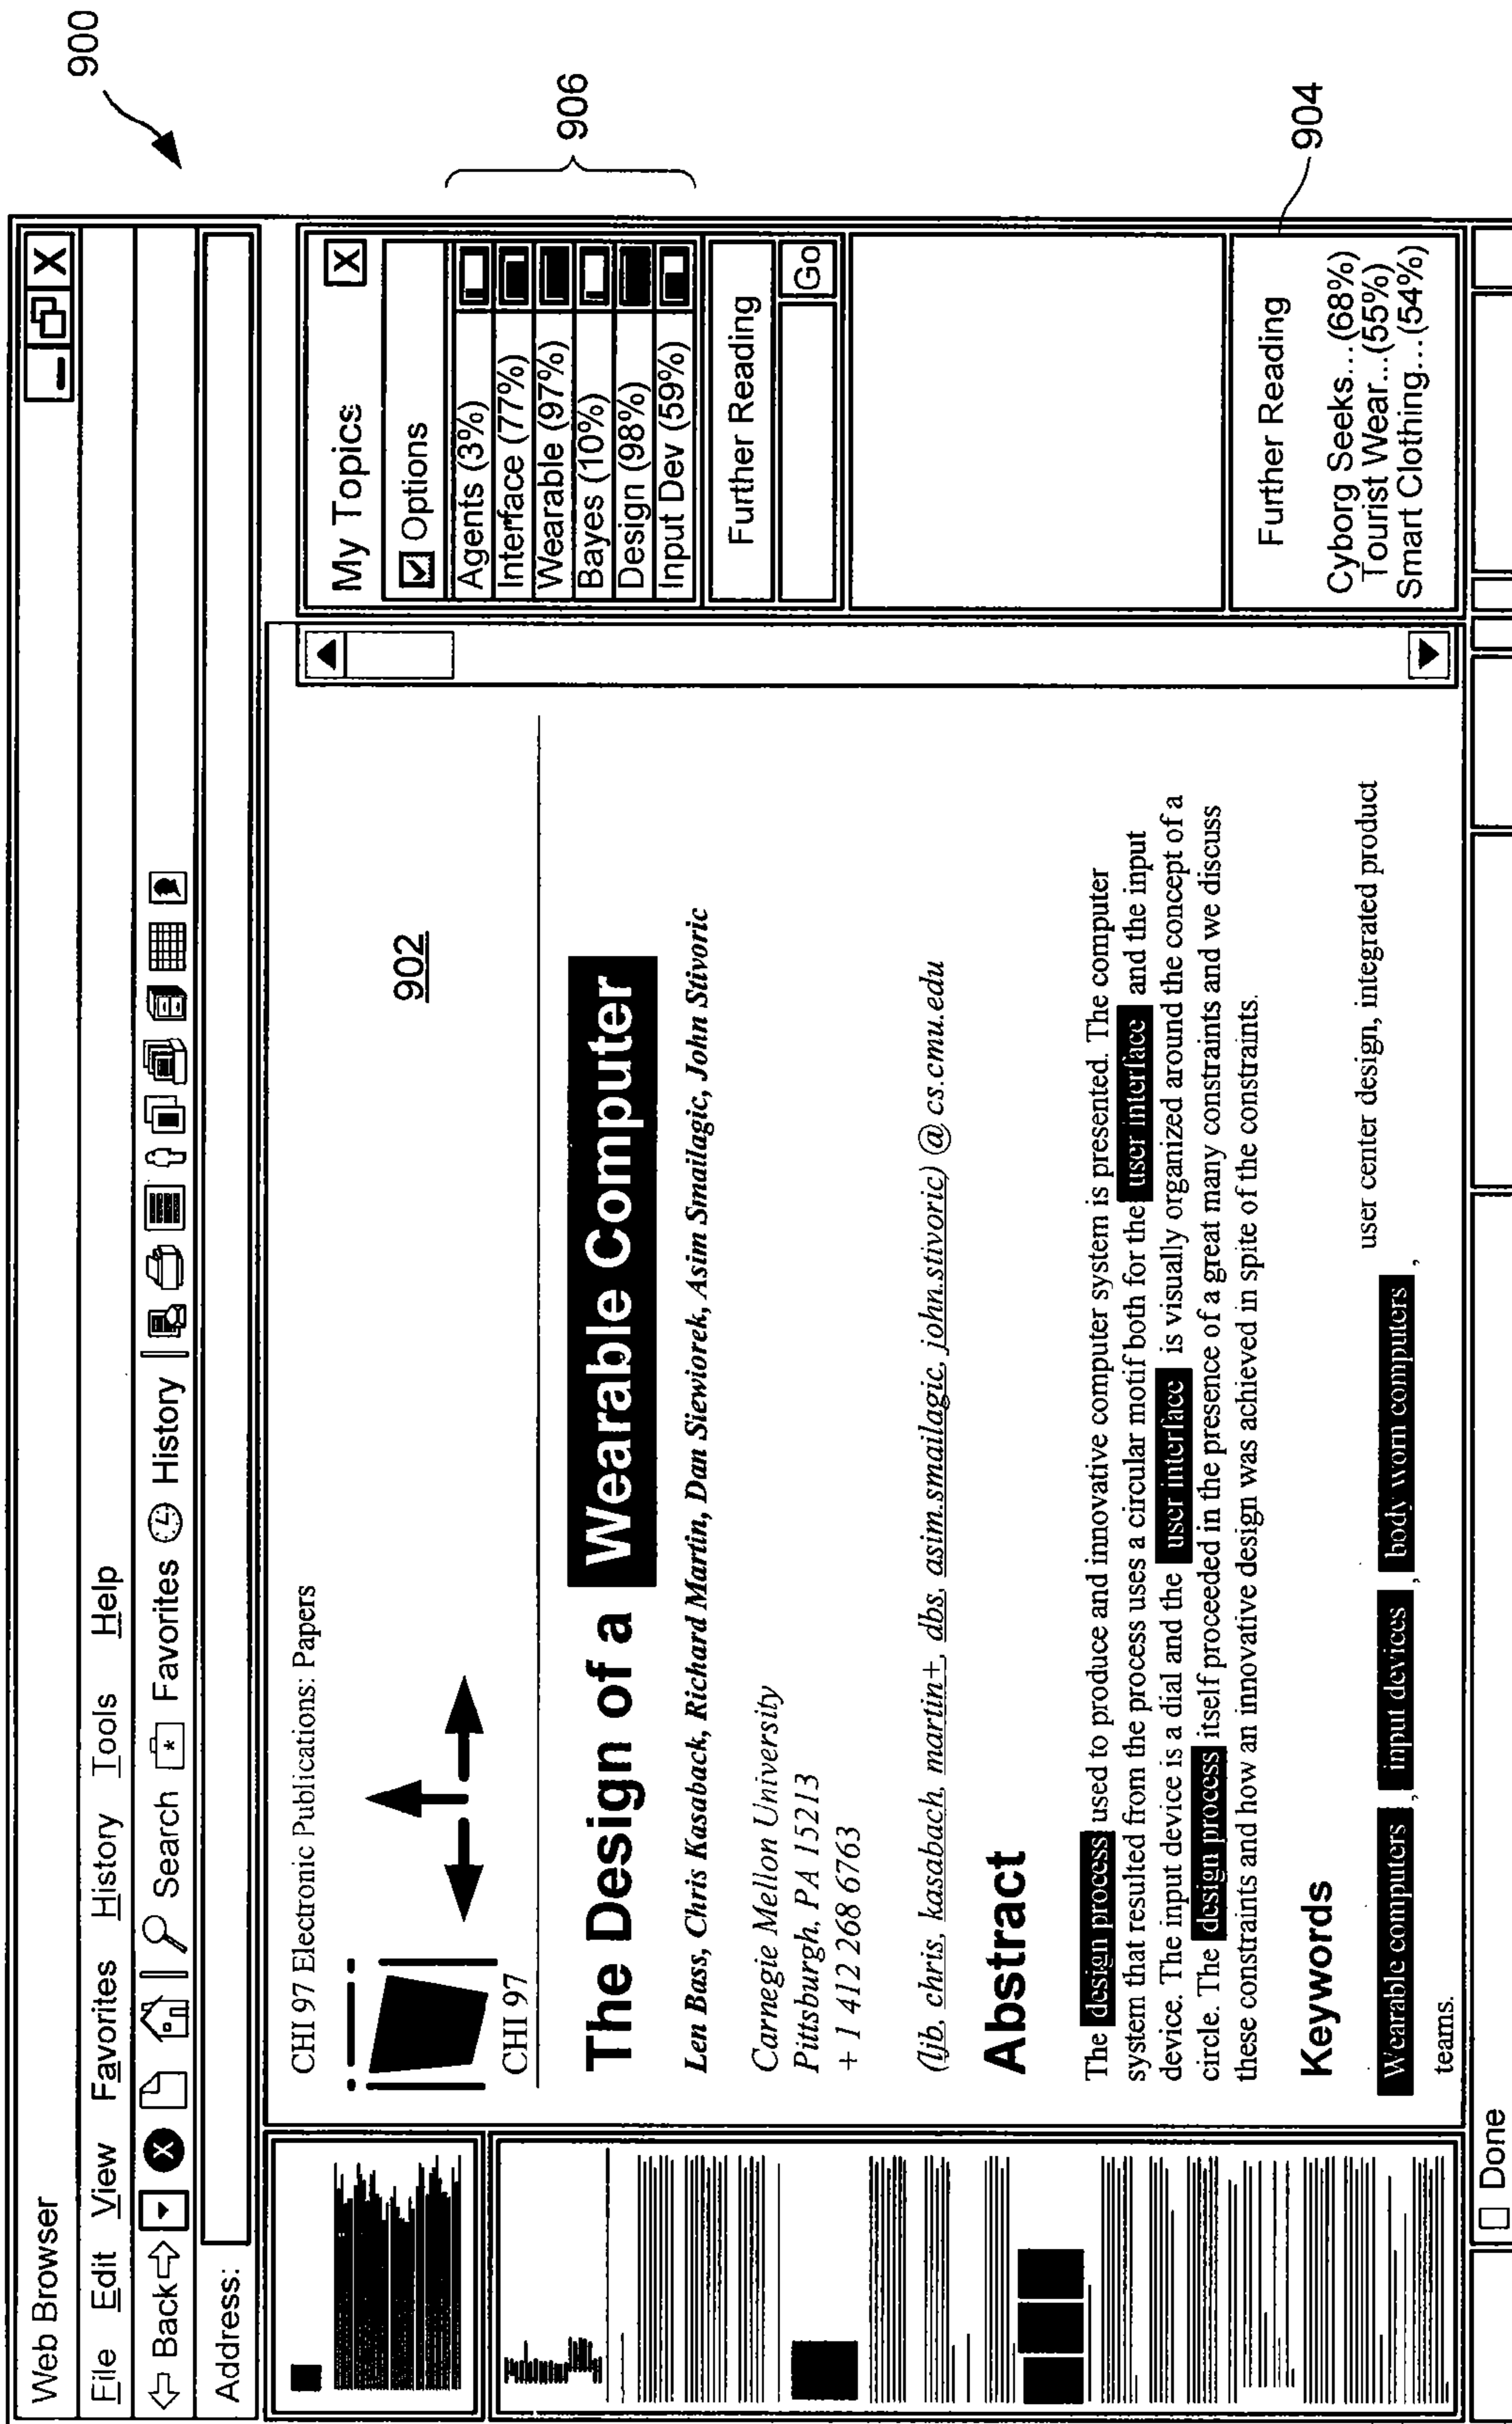 900
Web Browser
File Edit View Favorites History Tools Help
Back Search Favorites History
Address:
CHI 97 Electronic Publications: Papers
902
CHI 97
The Design of a Wearable Computer
Len Bass, Chris Kasaback, Richard Martin, Dan Siewiorek, Asim Smailagic, John Stivoric
Carnegie Mellon University
Pittsburgh, PA 15213
+ 1 412 268 6763
(ljb, chris, kasabach, martin+, dbs, asim.smailagic, john.stivoric) @ cs.cmu.edu
Abstract
The design process used to produce and innovative computer system is presented. The computer
system that resulted from the process uses a circular motif both for the user interface and the input
device. The input device is a dial and the user interface is visually organized around the concept of a
circle. The design process itself proceeded in the presence of a great many constraints and we discuss
these constraints and how an innovative design was achieved in spite of the constraints.
Keywords
user center design, integrated product
Wearable computers, input devices, body worn computers,
teams.
My Topics X
Options
Agents (3%)
Interface (77%)
Wearable (97%)
Bayes (10%)
Design (98%)
Input Dev (59%)
906
Further Reading
Go
904
Further Reading
Cyborg Seeks...(68%)
Tourist Wear...(55%)
Smart Clothing...(54%)
Done